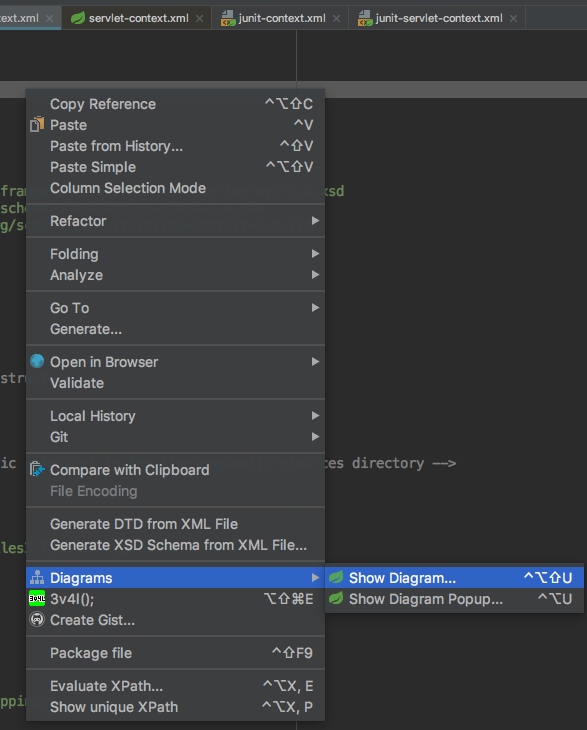 ext.xml × servlet-context.xml × junit-context.xml × junit-servlet-context.xml ×
Copy Reference ^⌥⇧C
Paste ^V
Paste from History... ^⇧V
Paste Simple ^⌥⇧V
Column Selection Mode
fram xsd
sche
g/s
Refactor
Folding
Analyze
Go To
Generate...
Open in Browser
str
Validate
Local History
Git
ic ces directory -->
Compare with Clipboard
File Encoding
Generate DTD from XML File
Generate XSD Schema from XML File...
les
Diagrams
Show Diagram... ^⌥⇧U
3v4l(); ⌥⇧⌘E
Show Diagram Popup... ^⌥U
Create Gist...
Package file ^⇧F9
Evaluate XPath... ^⌥X, E
Show unique XPath ^⌥X, P
ppin